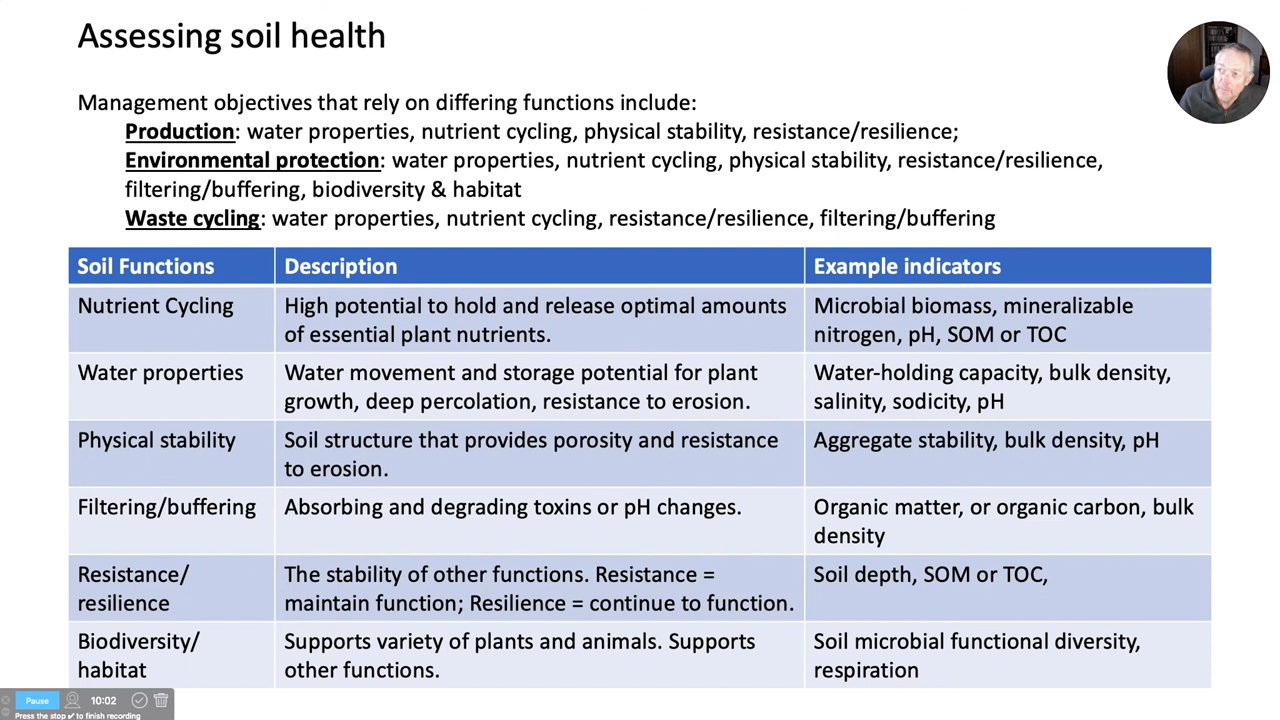 Assessing soil health
Management objectives that rely on differing functions include:
Production: water properties, nutrient cycling, physical stability, resistance/resilience;
Environmental protection: water properties, nutrient cycling, physical stability, resistance/resilience,
filtering/buffering, biodiversity & habitat
Waste cycling: water properties, nutrient cycling, resistance/resilience, filtering/buffering
Soil Functions
Description
Example indicators
Nutrient Cycling
High potential to hold and release optimal amounts
of essential plant nutrients.
Microbial biomass, mineralizable
nitrogen, pH, SOM or TOC
Water properties
Water movement and storage potential for plant
growth, deep percolation, resistance to erosion.
Water-holding capacity, bulk density,
salinity, sodicity, pH
Physical stability
Soil structure that provides porosity and resistance
to erosion.
Aggregate stability, bulk density, pH
Filtering/buffering
Absorbing and degrading toxins or pH changes.
Organic matter, or organic carbon, bulk
density
Resistance/
resilience
The stability of other functions. Resistance =
maintain function; Resilience = continue to function.
Soil depth, SOM or TOC,
Biodiversity/
habitat
Supports variety of plants and animals. Supports
other functions.
Soil microbial functional diversity,
respiration
Pause
10:02
Press the stop ✔ to finish recording